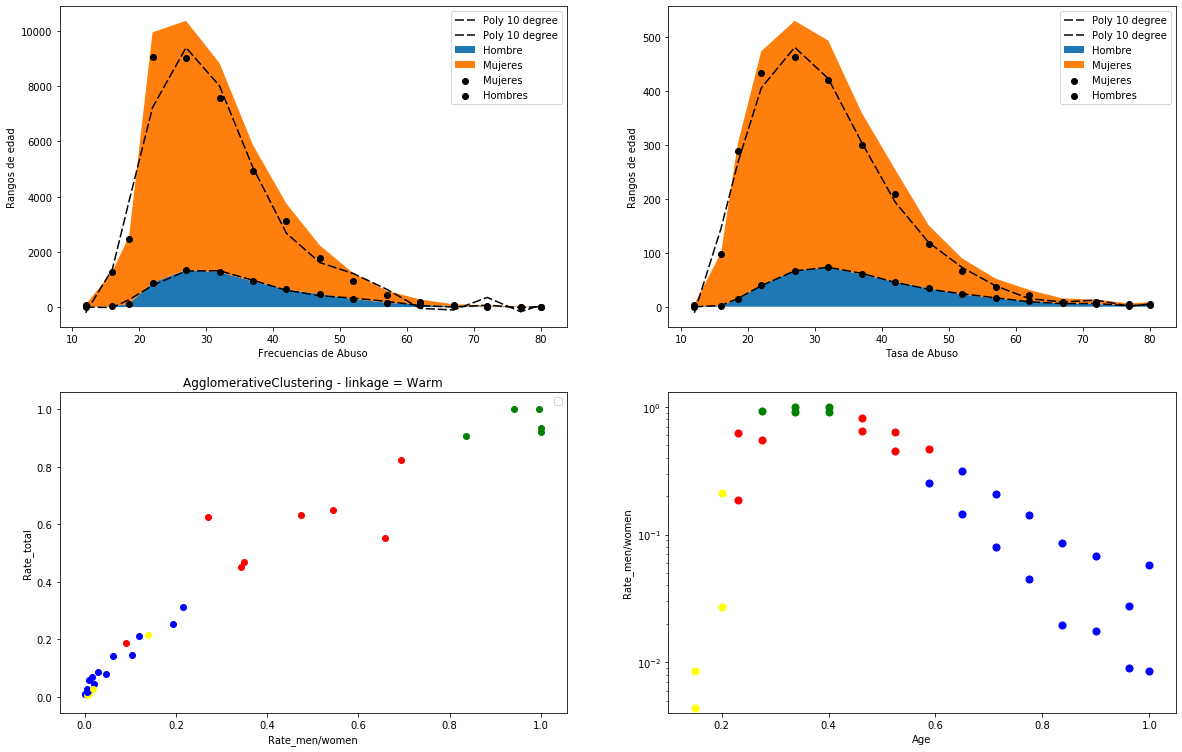 Poly 10 degree
Poly 10 degree
Hombre
Mujeres
Mujeres
Hombres
10000
8000
6000
4000
2000
0
Rangos de edad
10 20 30 40 50 60 70 80
Frecuencias de Abuso
Poly 10 degree
Poly 10 degree
Hombre
Mujeres
Mujeres
Hombres
500
400
300
200
100
0
Rangos de edad
10 20 30 40 50 60 70 80
Tasa de Abuso
AgglomerativeClustering - linkage = Warm
1.0
0.8
0.6
0.4
0.2
0.0
Rate_total
0.0 0.2 0.4 0.6 0.8 1.0
Rate_men/women
10⁰
10⁻¹
10⁻²
Rate_men/women
0.2 0.4 0.6 0.8 1.0
Age